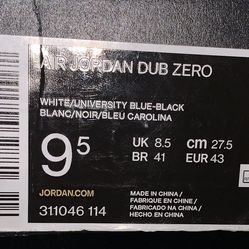 AIR JORDAN DUB ZERO
WHITE/UNIVERSITY BLUE-BLACK
BLANC/NOIR/BLEU CAROLINA
9.5
UK 8.5 cm 27.5
BR 41 EUR 43
JORDAN.COM
311046 114
MADE IN CHINA /
FABRIQUE EN CHINE /
FABRICADO NA CHINA /
HECHO EN CHINA